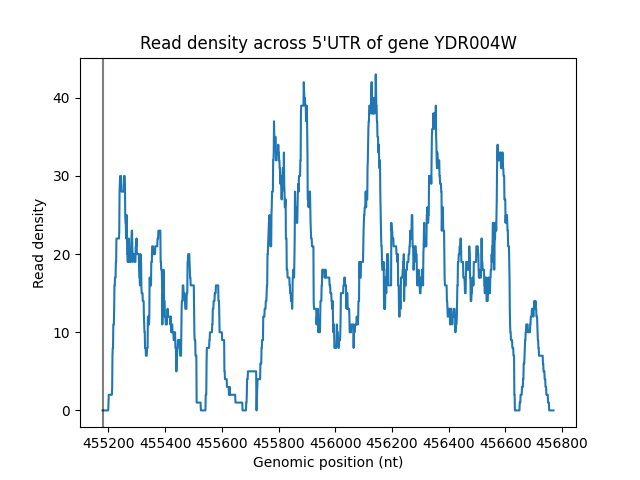 Read density across 5'UTR of gene YDR004W
40
30
20
10
0
Read density
455200 455400 455600 455800 456000 456200 456400 456600 456800
Genomic position (nt)